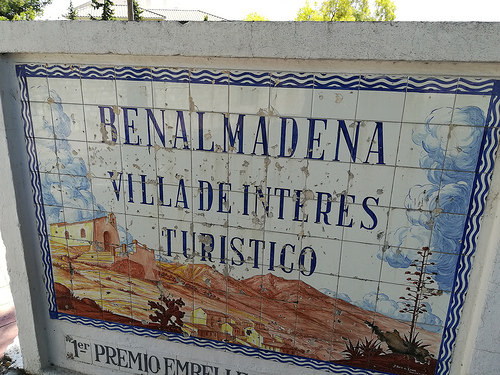 BENALMADENA
VILLA DE INTERES
TURISTICO
1er PREMIO